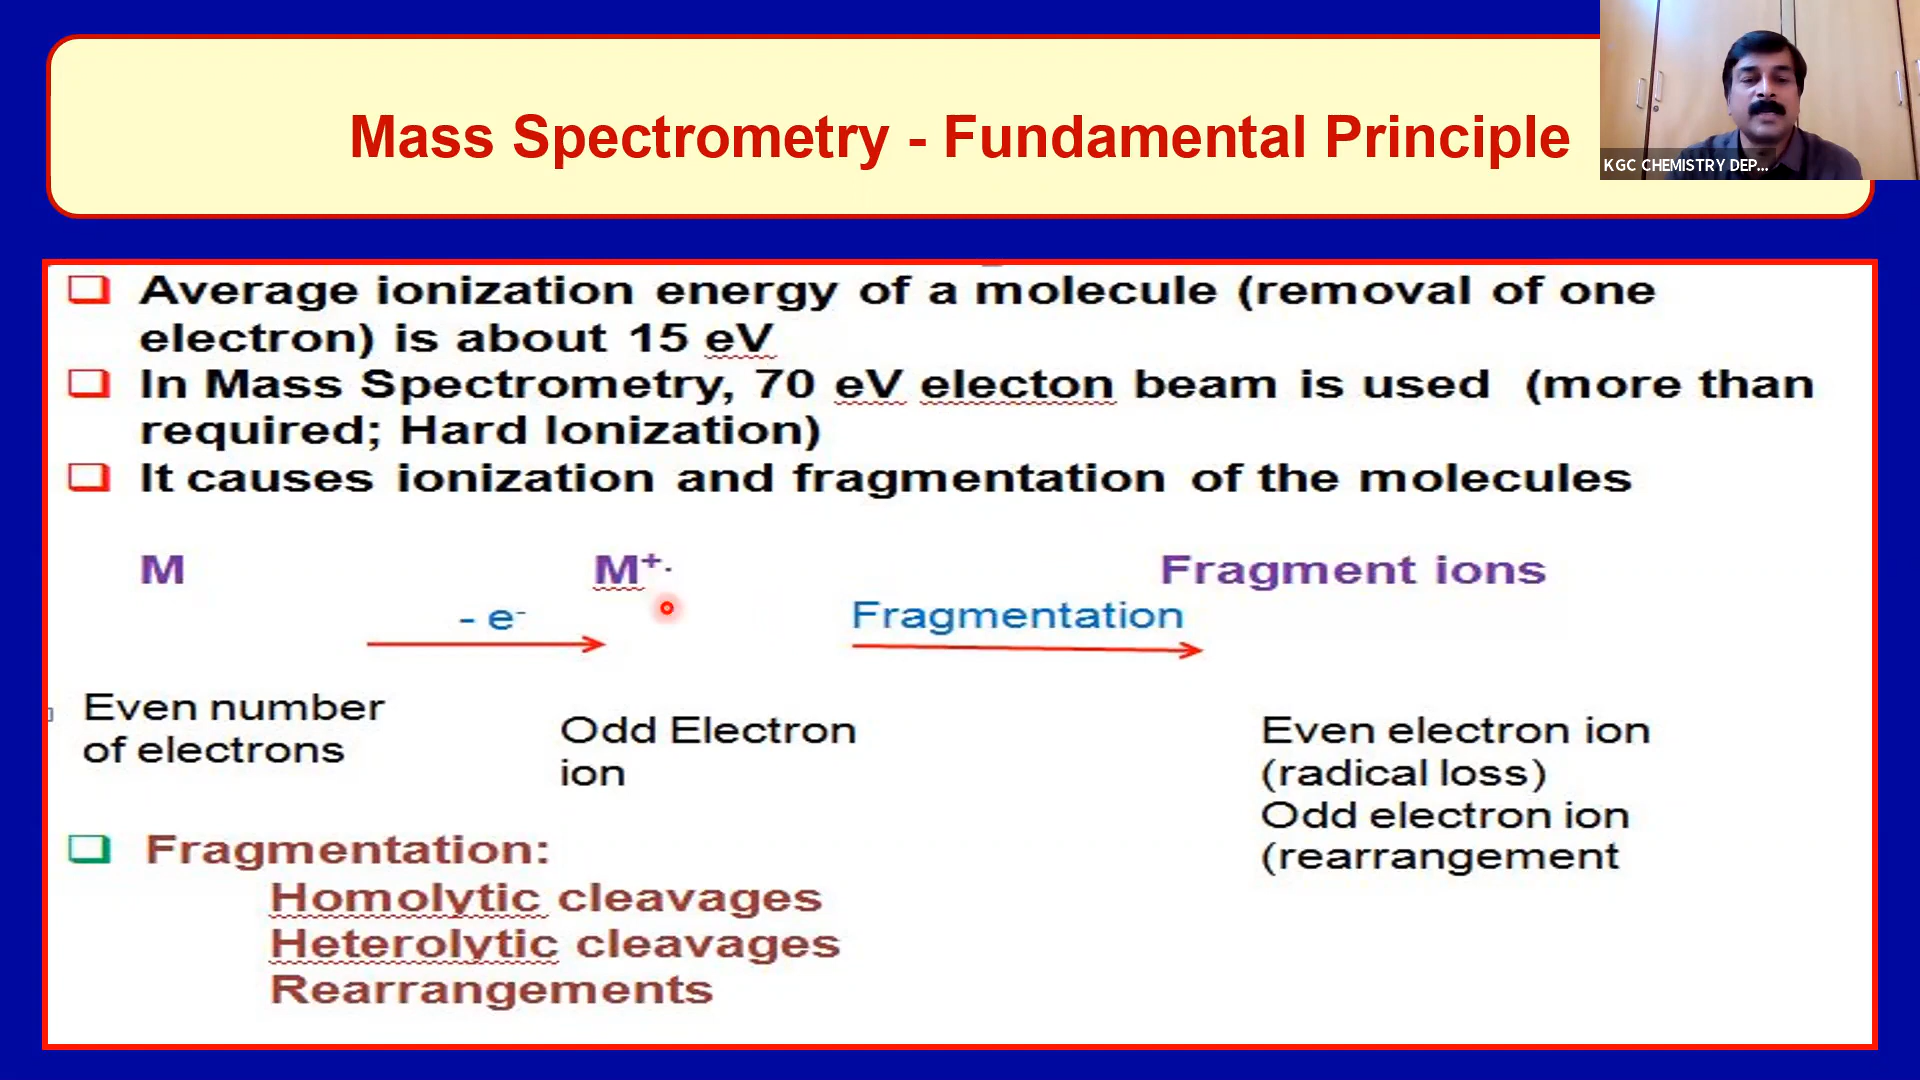 Mass Spectrometry - Fundamental Principle
KGC CHEMISTRY DEP...
❑ Average ionization energy of a molecule (removal of one
electron) is about 15 eV
❑ In Mass Spectrometry, 70 eV electon beam is used (more than
required; Hard Ionization)
❑ It causes ionization and fragmentation of the molecules
M M⁺· Fragment ions
- e⁻ Fragmentation
Even number
of electrons
Odd Electron
ion
Even electron ion
(radical loss)
Odd electron ion
(rearrangement
❑ Fragmentation:
Homolytic cleavages
Heterolytic cleavages
Rearrangements